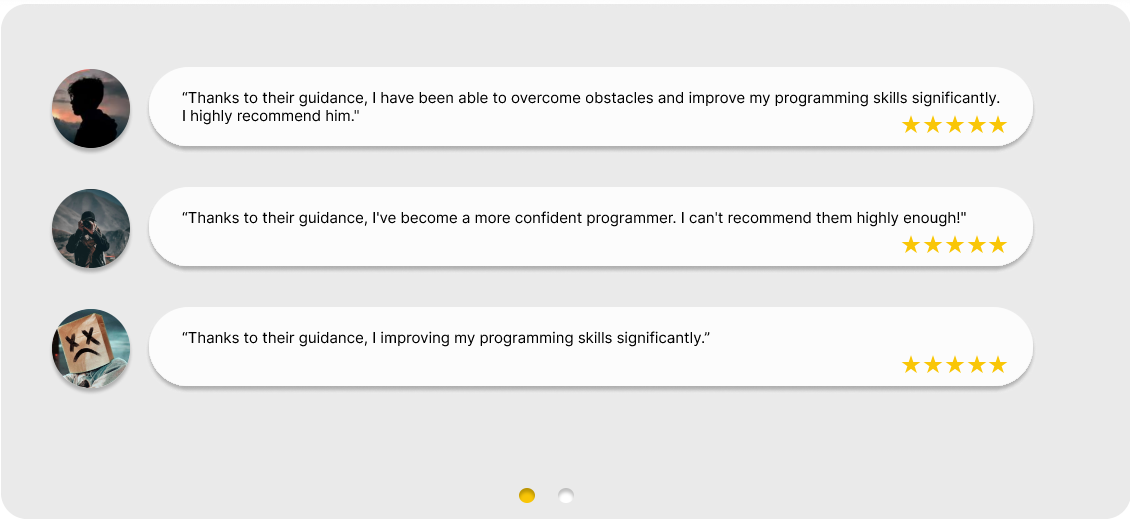 “Thanks to their guidance, I have been able to overcome obstacles and improve my programming skills significantly.
I highly recommend him."
“Thanks to their guidance, I've become a more confident programmer. I can't recommend them highly enough!"
“Thanks to their guidance, I improving my programming skills significantly.”